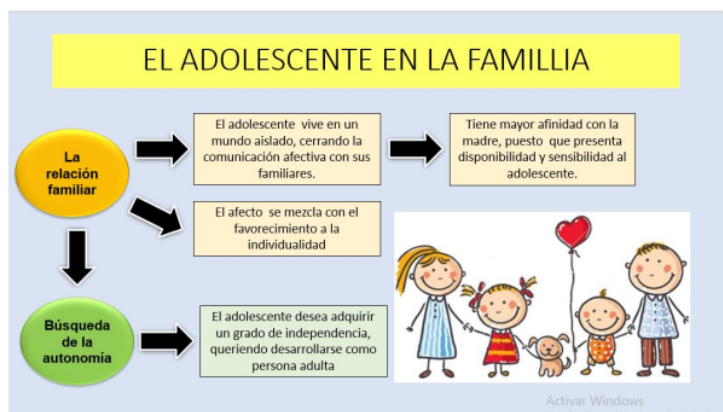 EL ADOLESCENTE EN LA FAMILLIA
La
relación
familiar
El adolescente vive en un
mundo aislado, cerrando la
comunicación afectiva con sus
familiares.
Tiene mayor afinidad con la
madre, puesto que presenta
disponibilidad y sensibilidad al
adolescente.
El afecto se mezcla con el
favorecimiento a la
individualidad
Búsqueda
de la
autonomía
El adolescente desea adquirir
un grado de independencia,
queriendo desarrollarse como
persona adulta
Activar Windows